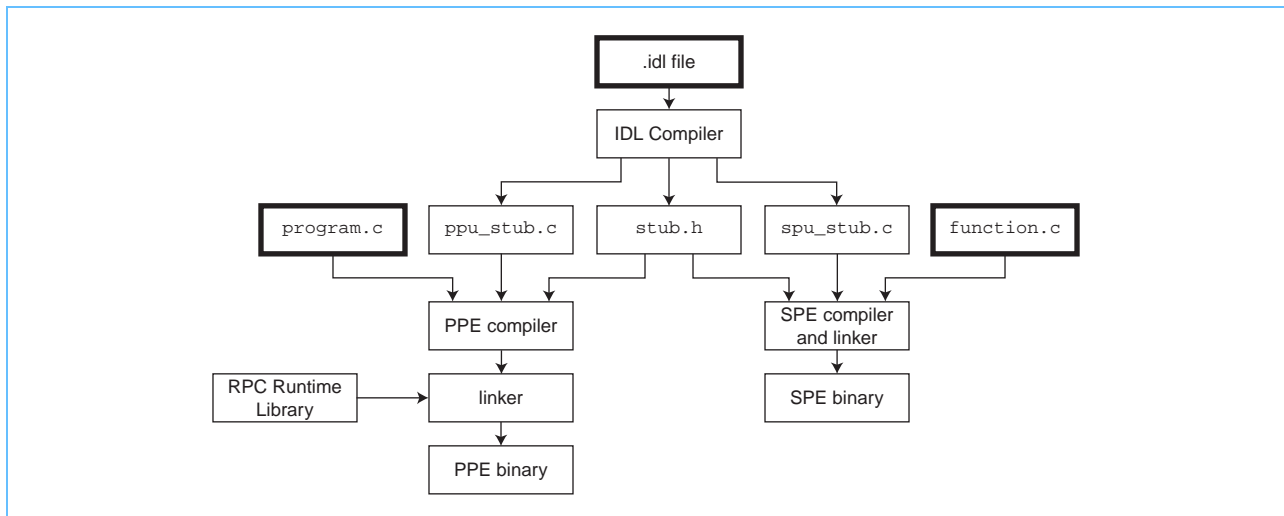 .idl file
IDL Compiler
program.c
ppu_stub.c
stub.h
spu_stub.c
function.c
PPE compiler
SPE compiler
and linker
RPC Runtime
Library
linker
SPE binary
PPE binary